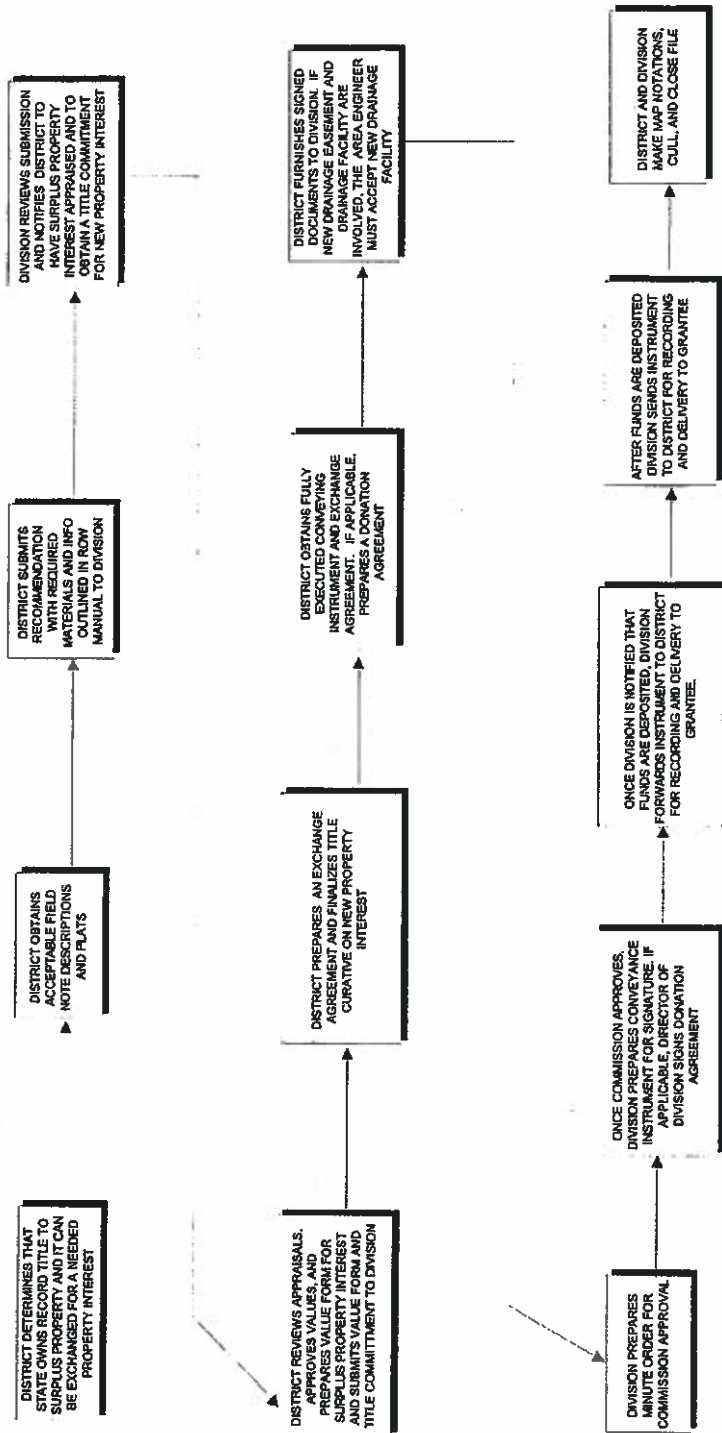 DISTRICT DETERMINES THAT
STATE OWNS RECORD TITLE TO
SURPLUS PROPERTY AND IT CAN
BE EXCHANGED FOR A NEEDED
PROPERTY INTEREST
DISTRICT OBTAINS
ACCEPTABLE FIELD
NOTE DESCRIPTIONS
AND PLATS
DISTRICT SUBMITS
RECOMMENDATION
WITH REQUIRED
MATERIALS AND INFO
OUTLINED IN ROW
MANUAL TO DIVISION
DIVISION REVIEWS SUBMISSION
AND NOTIFIES DISTRICT TO
HAVE SURPLUS PROPERTY
INTEREST APPRAISED AND TO
OBTAIN A TITLE COMMITMENT
FOR NEW PROPERTY INTEREST
DISTRICT REVIEWS APPRAISALS.
APPROVES VALUES, AND
PREPARES VALUE FORM FOR
SURPLUS PROPERTY INTEREST
AND SUBMITS VALUE FORM AND
TITLE COMMITTMENT TO DIVISION
DISTRICT PREPARES AN EXCHANGE
AGREEMENT AND FINALIZES TITLE
CURATIVE ON NEW PROPERTY
INTEREST
DISTRICT OBTAINS FULLY
EXECUTED CONVEYING
INSTRUMENT AND EXCHANGE
AGREEMENT. IF APPLICABLE,
PREPARES A DONATION
AGREEMENT
DISTRICT FURNISHES SIGNED
DOCUMENTS TO DIVISION. IF
NEW DRAINAGE EASEMENT AND
DRAINAGE FACILITY ARE
INVOLVED, THE AREA ENGINEER
MUST ACCEPT NEW DRAINAGE
FACILITY
DIVISION PREPARES
MINUTE ORDER FOR
COMMISSION APPROVAL
ONCE COMMISSION APPROVES,
DIVISION PREPARES CONVEYANCE
INSTRUMENT FOR SIGNATURE. IF
APPLICABLE, DIRECTOR OF
DIVISION SIGNS DONATION
AGREEMENT
ONCE DIVISION IS NOTIFIED THAT
FUNDS ARE DEPOSITED, DIVISION
FORWARDS INSTRUMENT TO DISTRICT
FOR RECORDING AND DELIVERY TO
GRANTEE.
AFTER FUNDS ARE DEPOSITED
DIVISION SENDS INSTRUMENT
TO DISTRICT FOR RECORDING
AND DELIVERY TO GRANTEE
DISTRICT AND DIVISION
MAKE MAP NOTATIONS,
CULL, AND CLOSE FILE